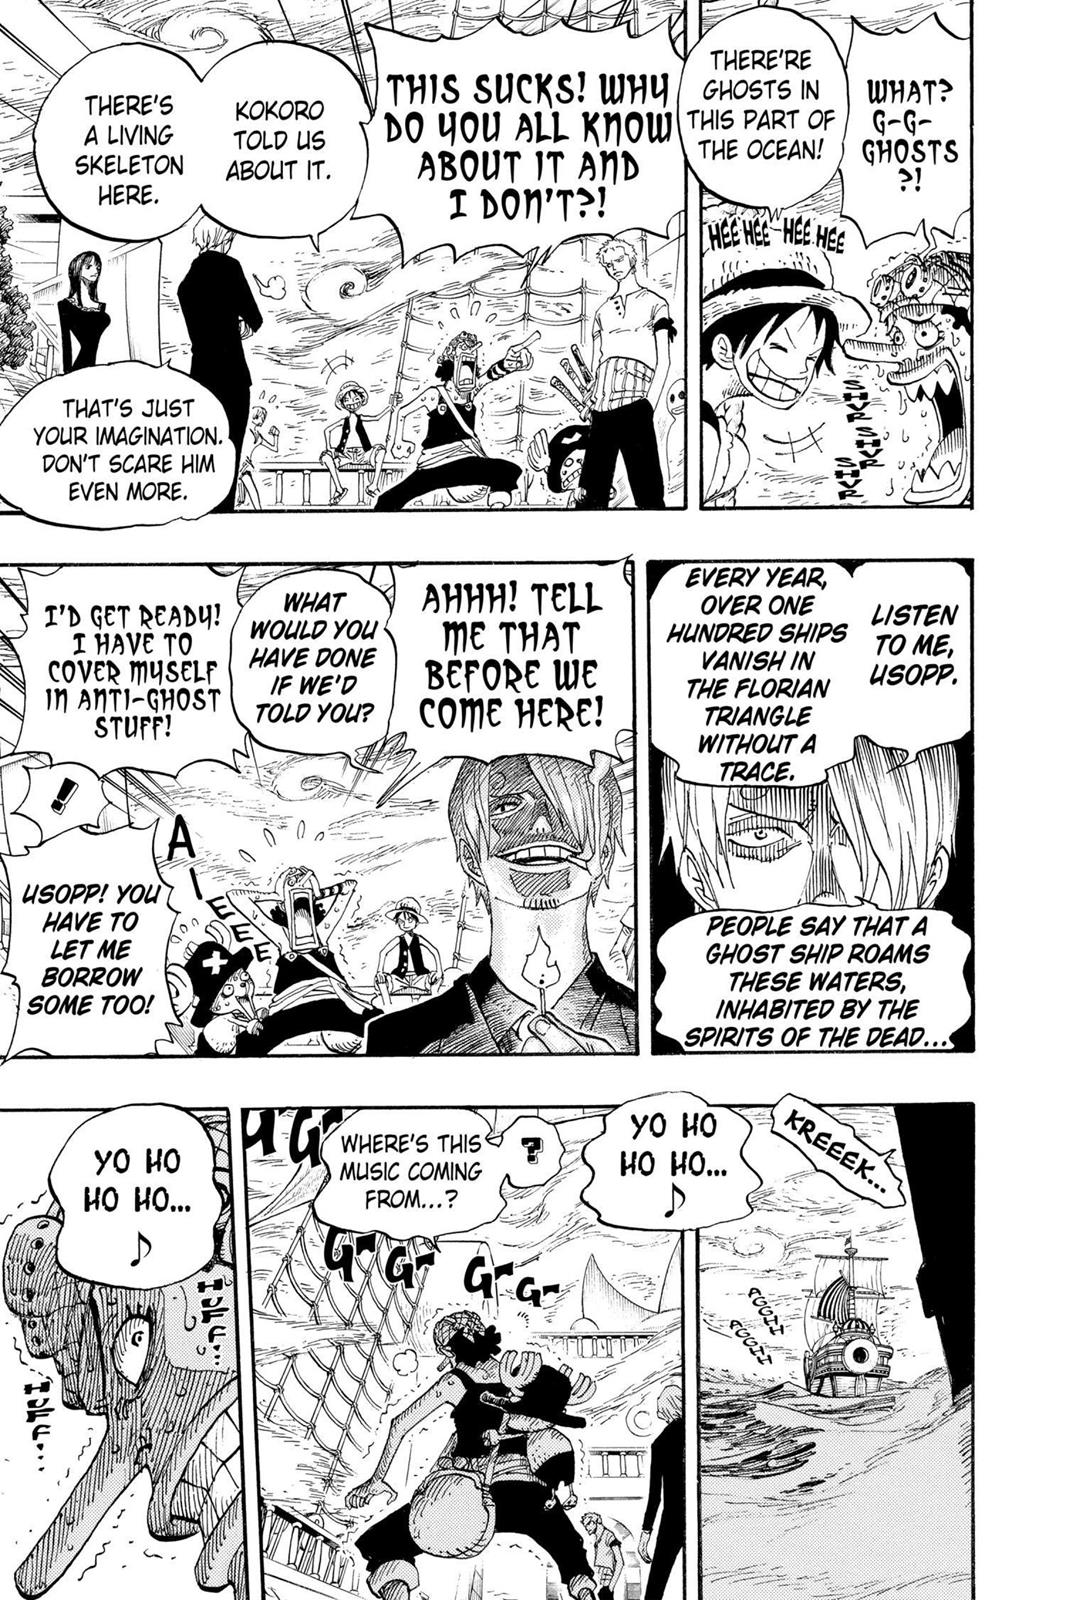 WHAT?
G-G-
GHOSTS
?!
THERE'RE
GHOSTS IN
THIS PART OF
THE OCEAN!
HEE HEE HEE HEE
SHVR SHVR
SHVR
THIS SUCKS! WHY
DO YOU ALL KNOW
ABOUT IT AND
I DON'T?!
KOKORO
TOLD US
ABOUT IT.
THERE'S
A LIVING
SKELETON
HERE.
THAT'S JUST
YOUR IMAGINATION.
DON'T SCARE HIM
EVEN MORE.
LISTEN
TO ME,
USOPP.
EVERY YEAR,
OVER ONE
HUNDRED SHIPS
VANISH IN
THE FLORIAN
TRIANGLE
WITHOUT A
TRACE.
PEOPLE SAY THAT A
GHOST SHIP ROAMS
THESE WATERS,
INHABITED BY THE
SPIRITS OF THE DEAD...
AHHH! TELL
ME THAT
BEFORE WE
COME HERE!
WHAT
WOULD YOU
HAVE DONE
IF WE'D
TOLD YOU?
I'D GET READY!
I HAVE TO
COVER MYSELF
IN ANTI-GHOST
STUFF!
!
AIEEEE
USOPP! YOU
HAVE TO
LET ME
BORROW
SOME TOO!
KREEEK...
AGGHH
AGGHH
YO HO
HO HO...
♪
?
WHERE'S THIS
MUSIC COMING
FROM...?
G- G-
G- G-
G- G-
YO HO
HO HO...
♪
HUFF...
HUFF...